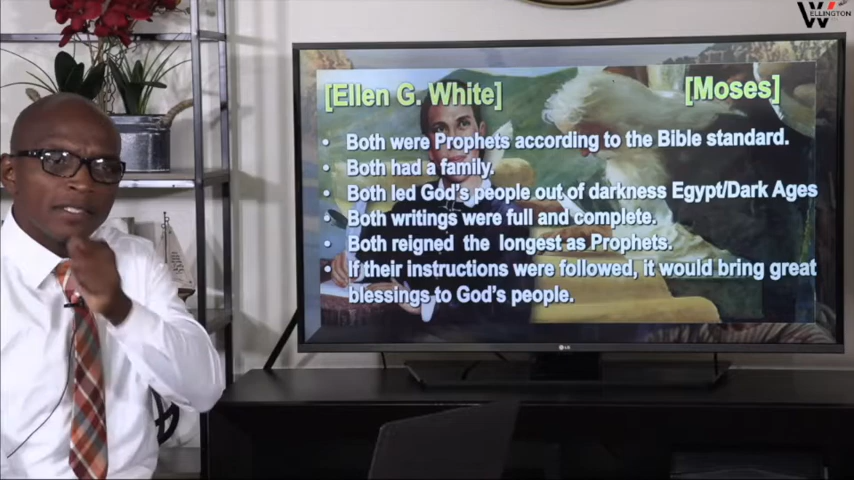 WELLINGTON
[Ellen G. White] [Moses]
• Both were Prophets according to the Bible standard.
• Both had a family.
• Both led God's people out of darkness Egypt/Dark Ages
• Both writings were full and complete.
• Both reigned the longest as Prophets.
• If their instructions were followed, it would bring great
blessings to God's people.
LG